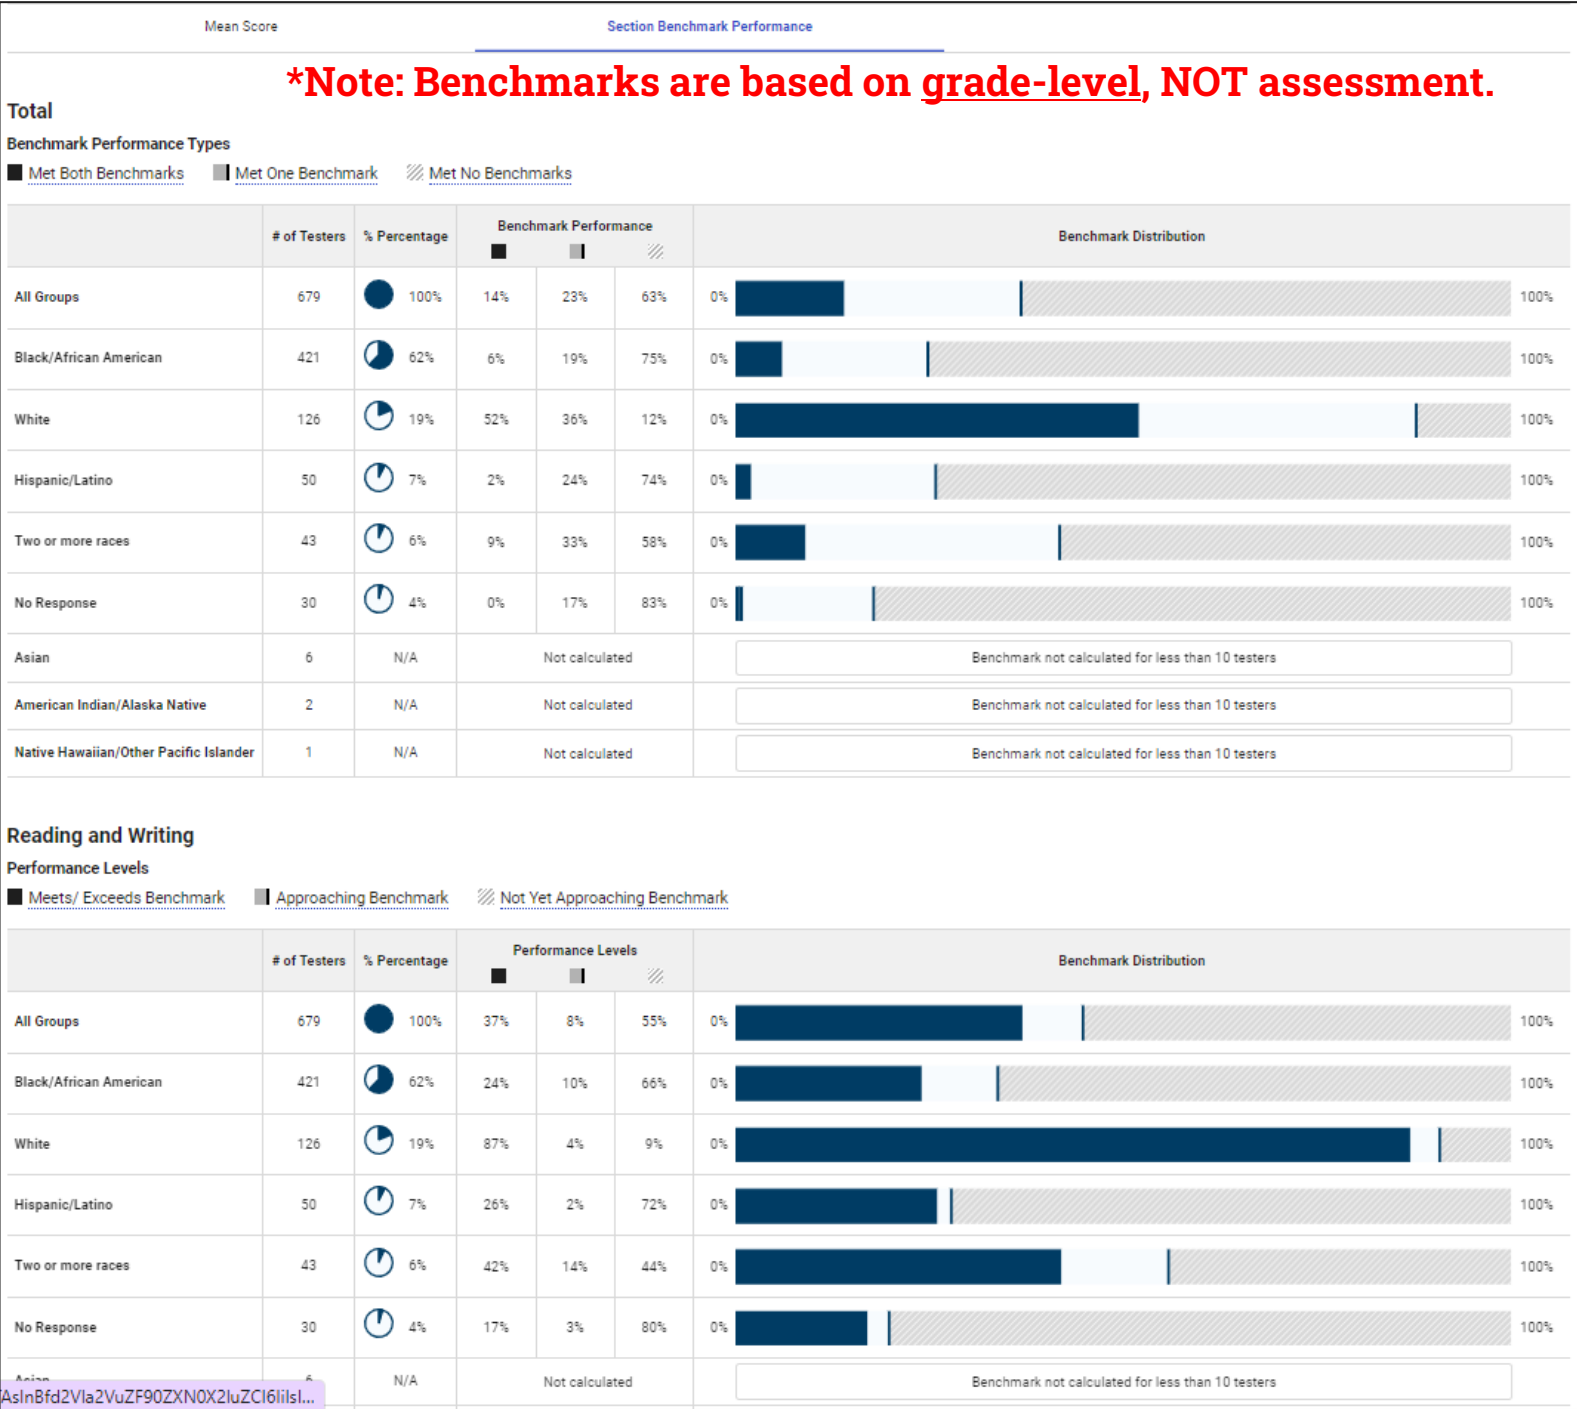 Mean Score Section Benchmark Performance
*Note: Benchmarks are based on grade-level, NOT assessment.
Total
Benchmark Performance Types
Met Both Benchmarks Met One Benchmark Met No Benchmarks
# of Testers % Percentage Benchmark Performance Benchmark Distribution
All Groups 679 100% 14% 23% 63% 0% 100%
Black/African American 421 62% 6% 19% 75% 0% 100%
White 126 19% 52% 36% 12% 0% 100%
Hispanic/Latino 50 7% 2% 24% 74% 0% 100%
Two or more races 43 6% 9% 33% 58% 0% 100%
No Response 30 4% 0% 17% 83% 0% 100%
Asian 6 N/A Not calculated Benchmark not calculated for less than 10 testers
American Indian/Alaska Native 2 N/A Not calculated Benchmark not calculated for less than 10 testers
Native Hawaiian/Other Pacific Islander 1 N/A Not calculated Benchmark not calculated for less than 10 testers
Reading and Writing
Performance Levels
Meets/ Exceeds Benchmark Approaching Benchmark Not Yet Approaching Benchmark
# of Testers % Percentage Performance Levels Benchmark Distribution
All Groups 679 100% 37% 8% 55% 0% 100%
Black/African American 421 62% 24% 10% 66% 0% 100%
White 126 19% 87% 4% 9% 0% 100%
Hispanic/Latino 50 7% 26% 2% 72% 0% 100%
Two or more races 43 6% 42% 14% 44% 0% 100%
No Response 30 4% 17% 3% 80% 0% 100%
Asian 6 N/A Not calculated Benchmark not calculated for less than 10 testers